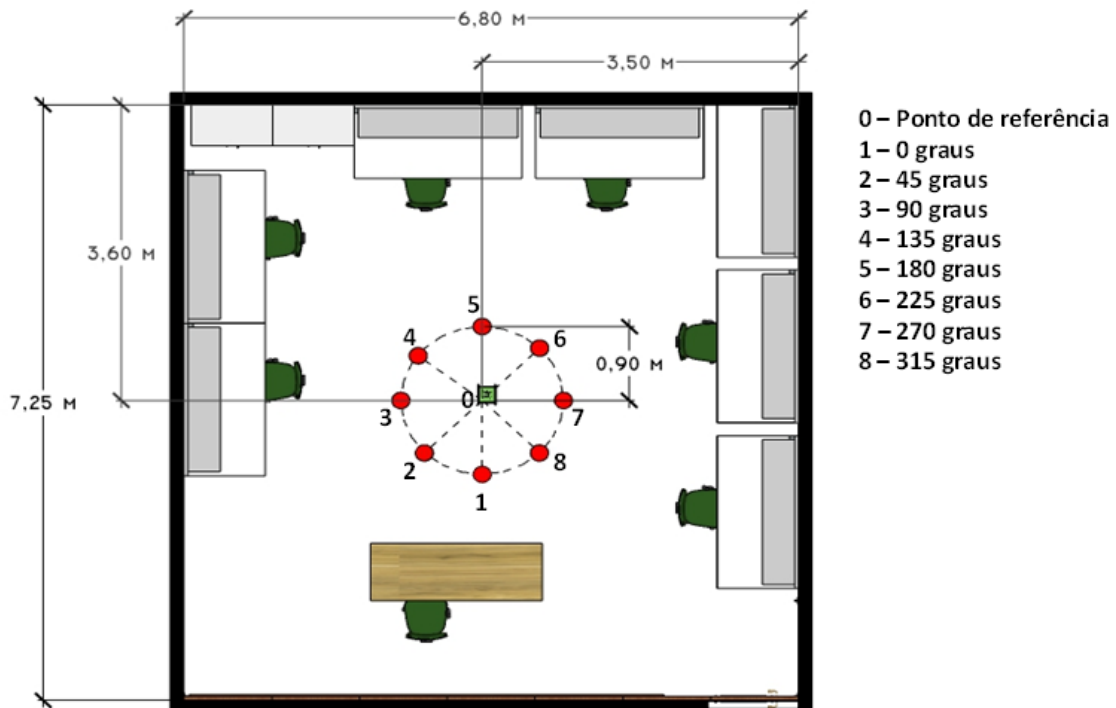 6,80 M
3,50 M
0 – Ponto de referência
1 – 0 graus
2 – 45 graus
3 – 90 graus
4 – 135 graus
5 – 180 graus
6 – 225 graus
7 – 270 graus
8 – 315 graus
3,60 M
5
4
6
0,90 M
7,25 M
0
3
7
2
8
1